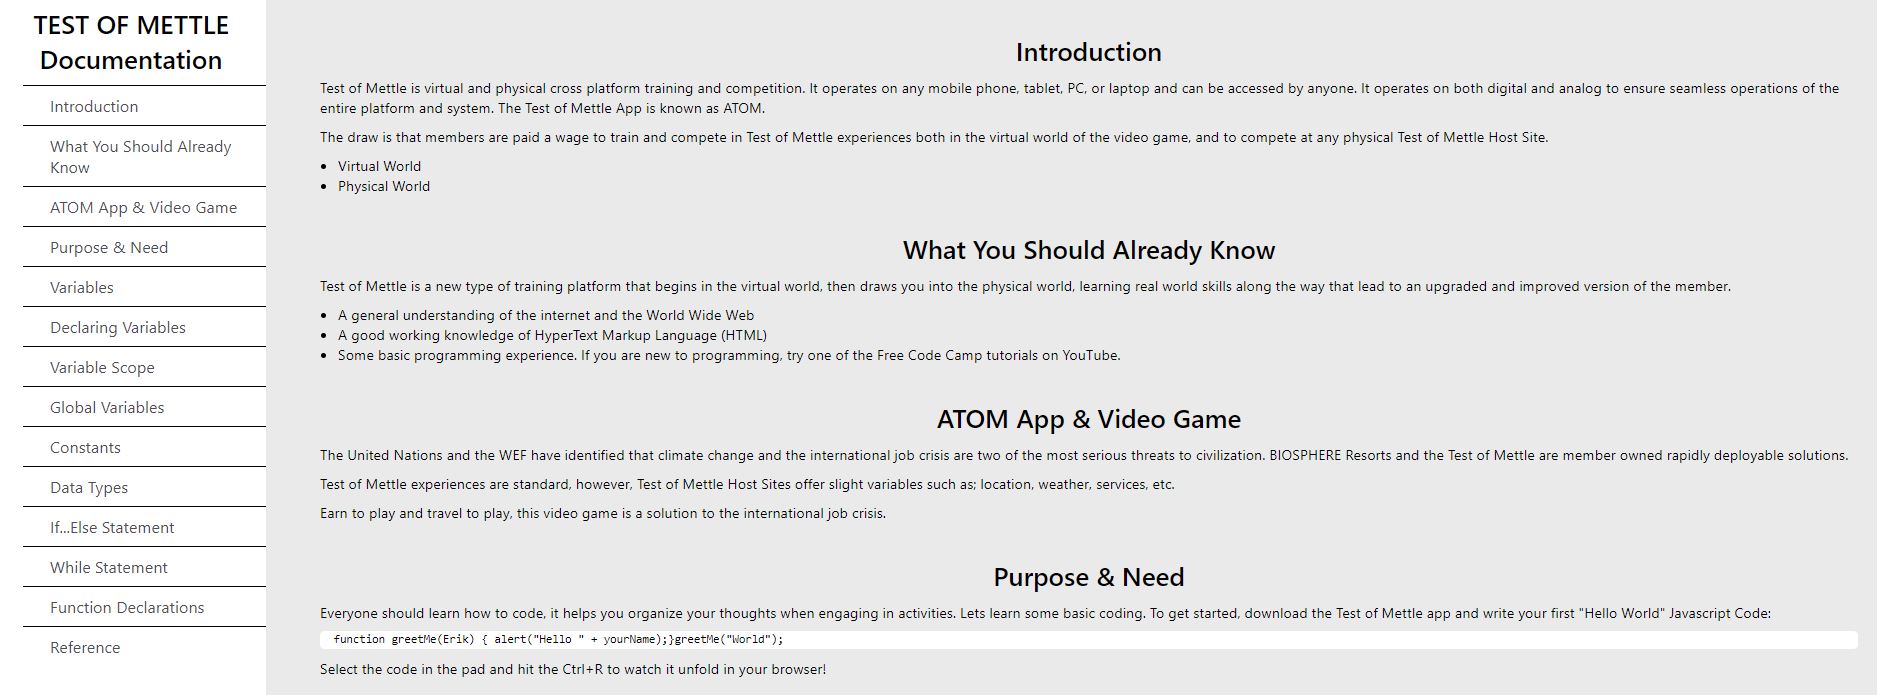 TEST OF METTLE
Documentation
Introduction
What You Should Already
Know
ATOM App & Video Game
Purpose & Need
Variables
Declaring Variables
Variable Scope
Global Variables
Constants
Data Types
If...Else Statement
While Statement
Function Declarations
Reference
Introduction
Test of Mettle is virtual and physical cross platform training and competition. It operates on any mobile phone, tablet, PC, or laptop and can be accessed by anyone. It operates on both digital and analog to ensure seamless operations of the
entire platform and system. The Test of Mettle App is known as ATOM.
The draw is that members are paid a wage to train and compete in Test of Mettle experiences both in the virtual world of the video game, and to compete at any physical Test of Mettle Host Site.
• Virtual World
• Physical World
What You Should Already Know
Test of Mettle is a new type of training platform that begins in the virtual world, then draws you into the physical world, learning real world skills along the way that lead to an upgraded and improved version of the member.
• A general understanding of the internet and the World Wide Web
• A good working knowledge of HyperText Markup Language (HTML)
• Some basic programming experience. If you are new to programming, try one of the Free Code Camp tutorials on YouTube.
ATOM App & Video Game
The United Nations and the WEF have identified that climate change and the international job crisis are two of the most serious threats to civilization. BIOSPHERE Resorts and the Test of Mettle are member owned rapidly deployable solutions.
Test of Mettle experiences are standard, however, Test of Mettle Host Sites offer slight variables such as; location, weather, services, etc.
Earn to play and travel to play, this video game is a solution to the international job crisis.
Purpose & Need
Everyone should learn how to code, it helps you organize your thoughts when engaging in activities. Lets learn some basic coding. To get started, download the Test of Mettle app and write your first "Hello World" Javascript Code:
function greetMe(Erik) { alert("Hello " + yourName);}greetMe("World");
Select the code in the pad and hit the Ctrl+R to watch it unfold in your browser!